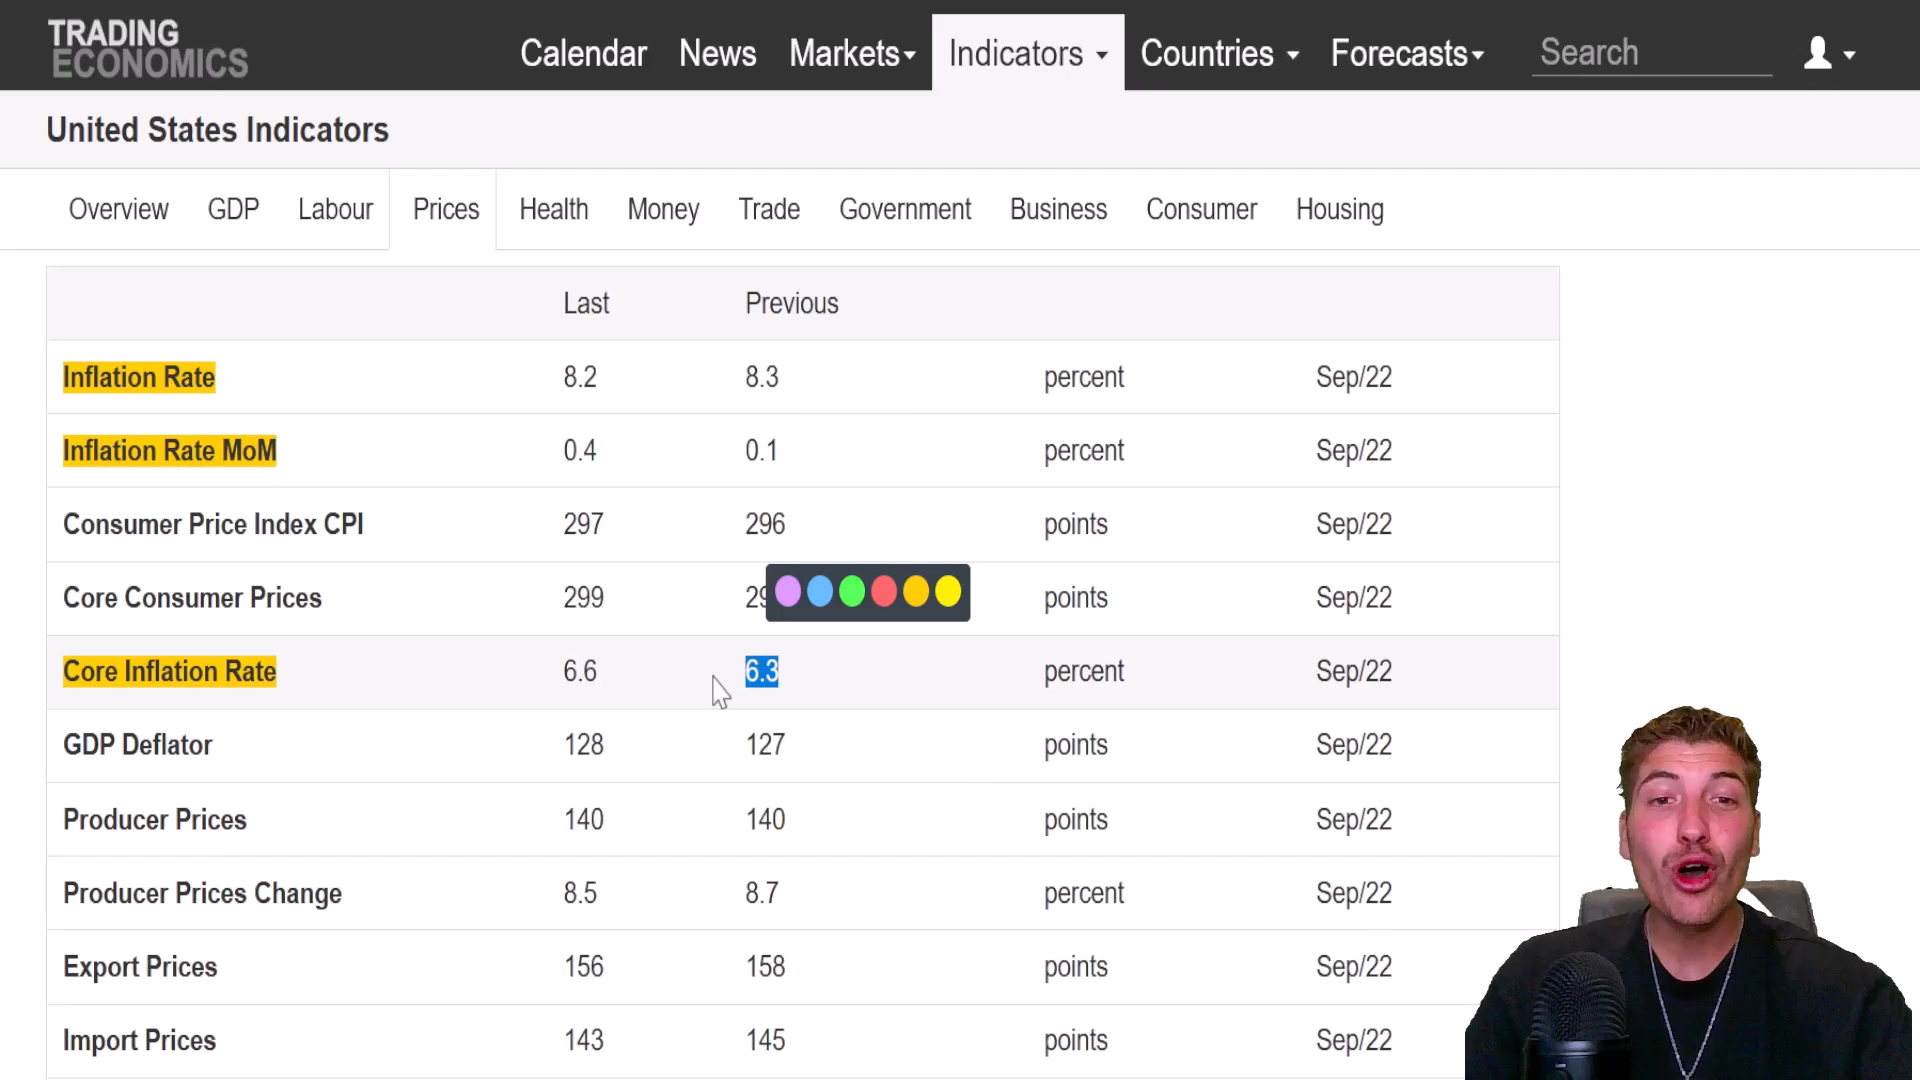 TRADING
ECONOMICS
Calendar News Markets Indicators Countries Forecasts Search
United States Indicators
Overview GDP Labour Prices Health Money Trade Government Business Consumer Housing
Last Previous
Inflation Rate 8.2 8.3 percent Sep/22
Inflation Rate MoM 0.4 0.1 percent Sep/22
Consumer Price Index CPI 297 296 points Sep/22
Core Consumer Prices 299 points Sep/22
Core Inflation Rate 6.6 6.3 percent Sep/22
GDP Deflator 128 127 points Sep/22
Producer Prices 140 140 points Sep/22
Producer Prices Change 8.5 8.7 percent Sep/22
Export Prices 156 158 points Sep/22
Import Prices 143 145 points Sep/22